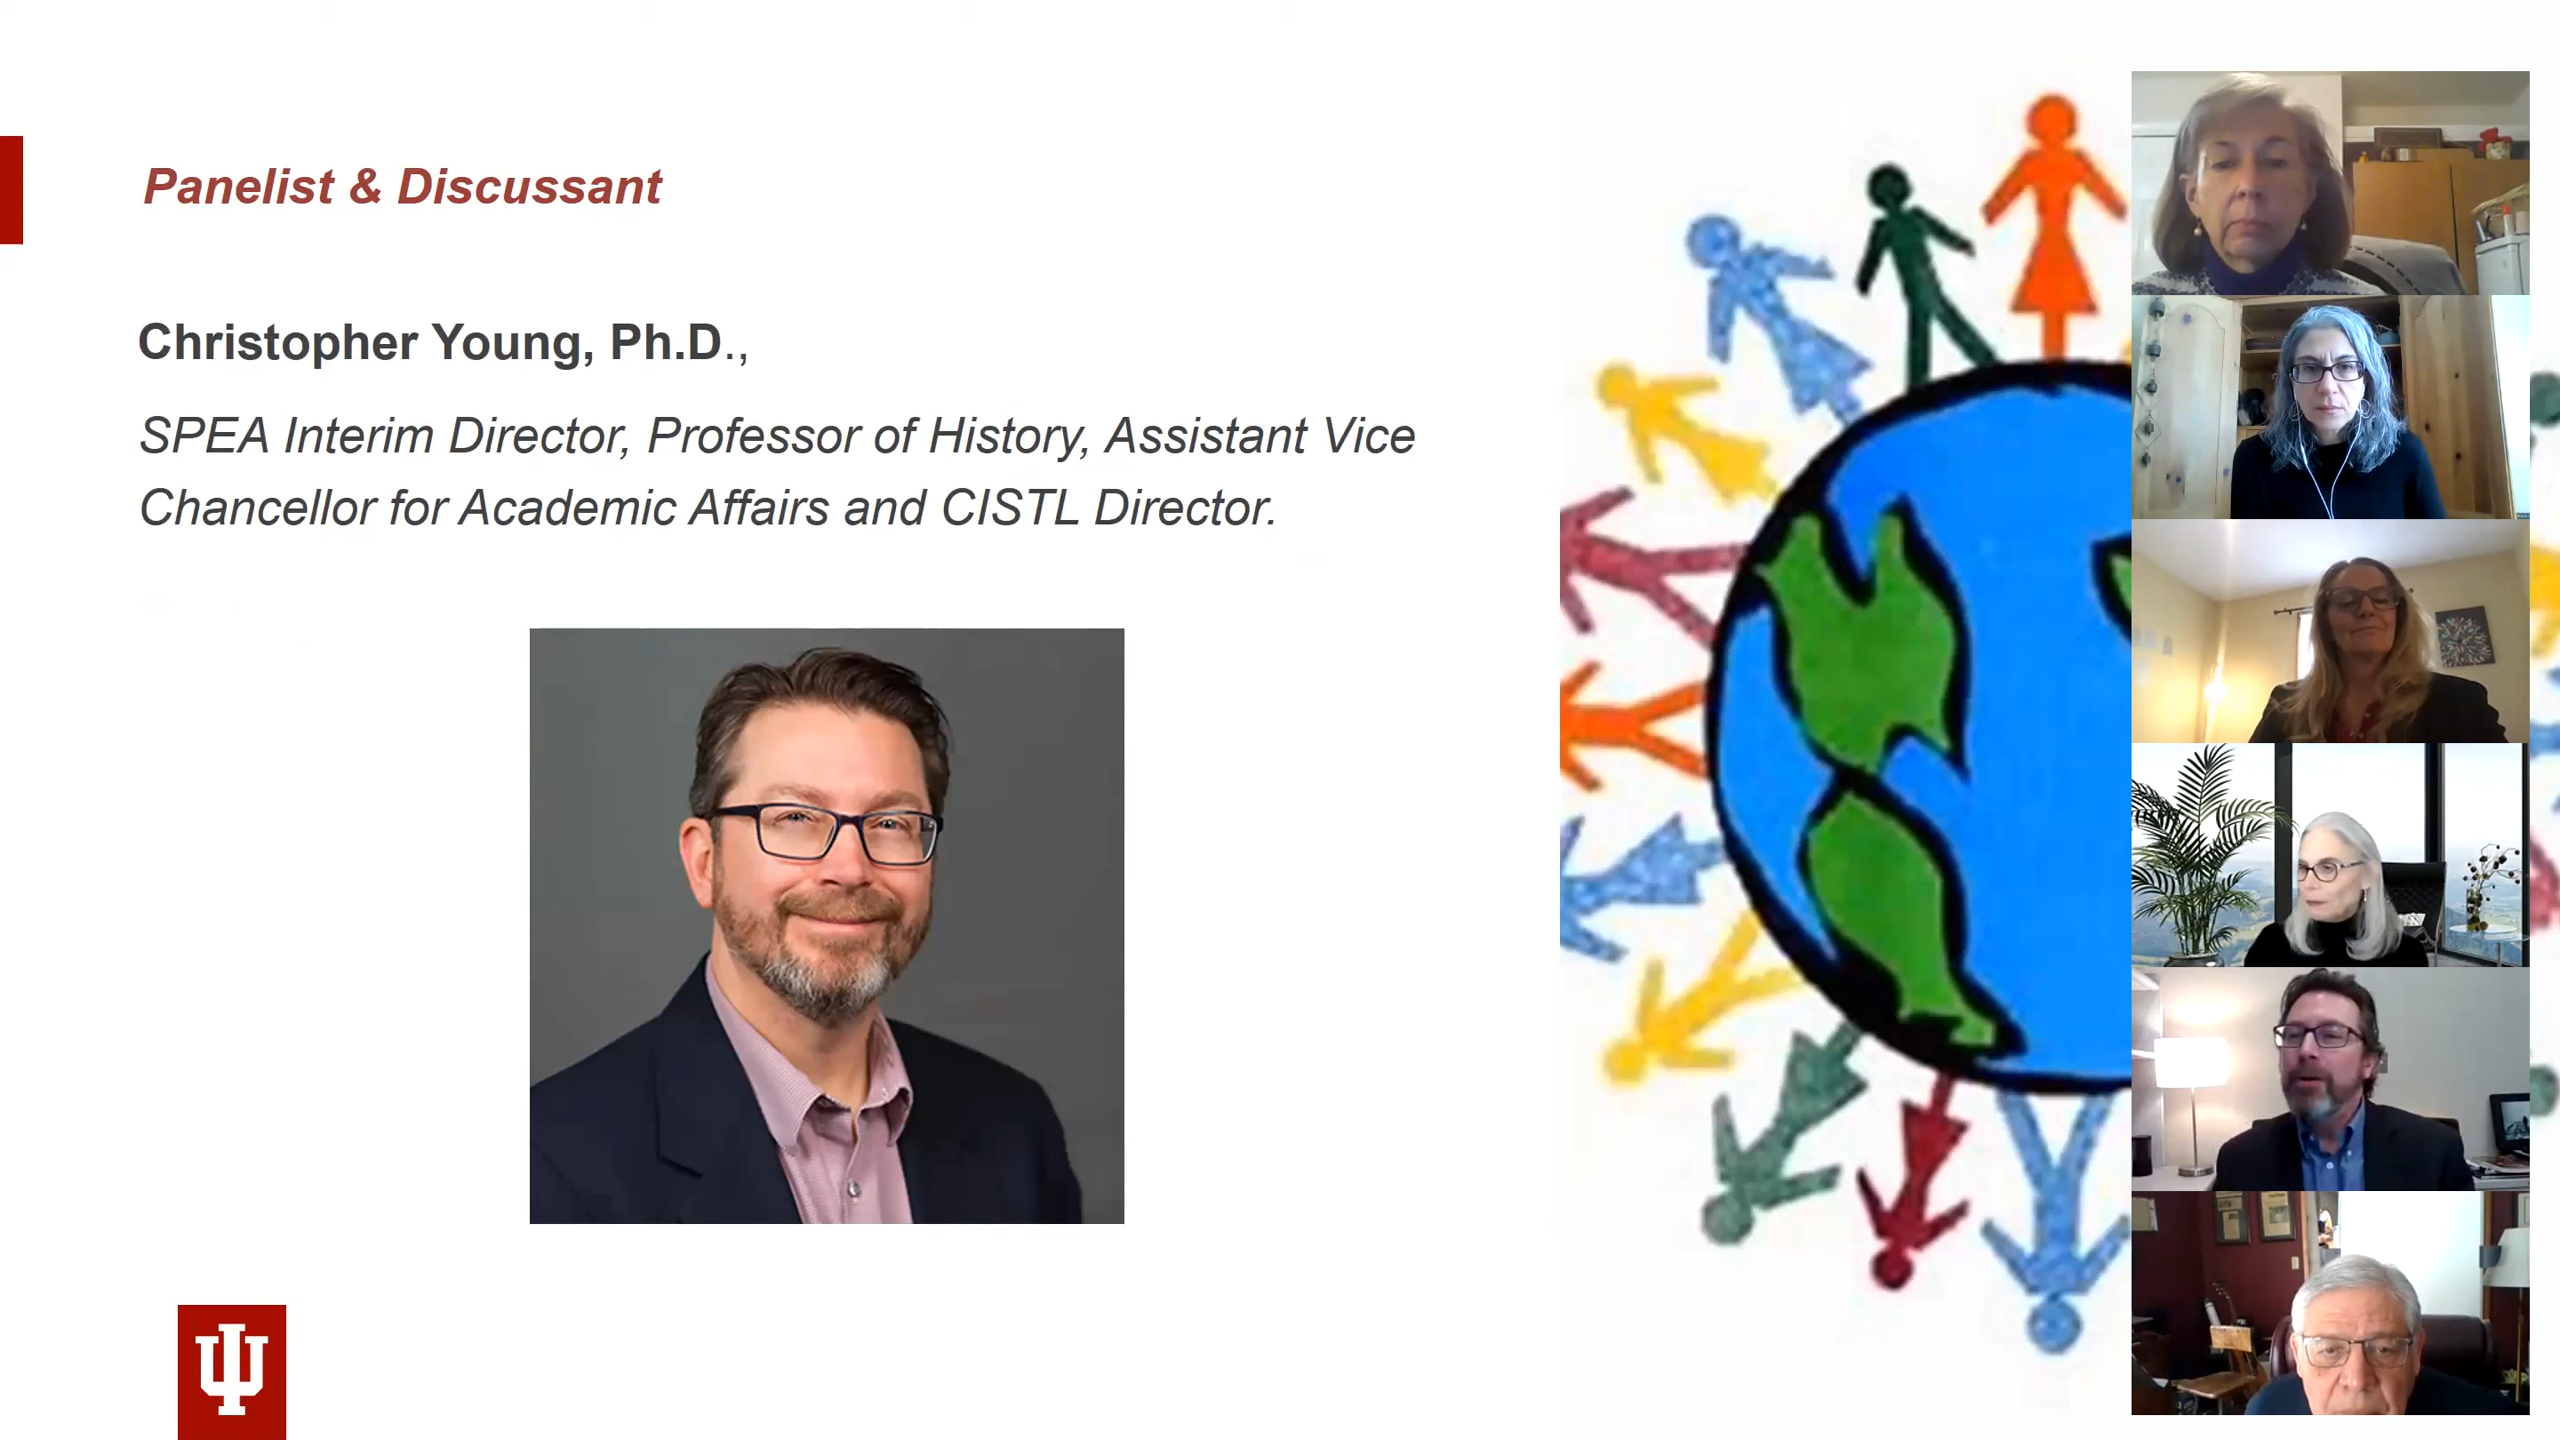 Panelist & Discussant
Christopher Young, Ph.D.,
SPEA Interim Director, Professor of History, Assistant Vice
Chancellor for Academic Affairs and CISTL Director.